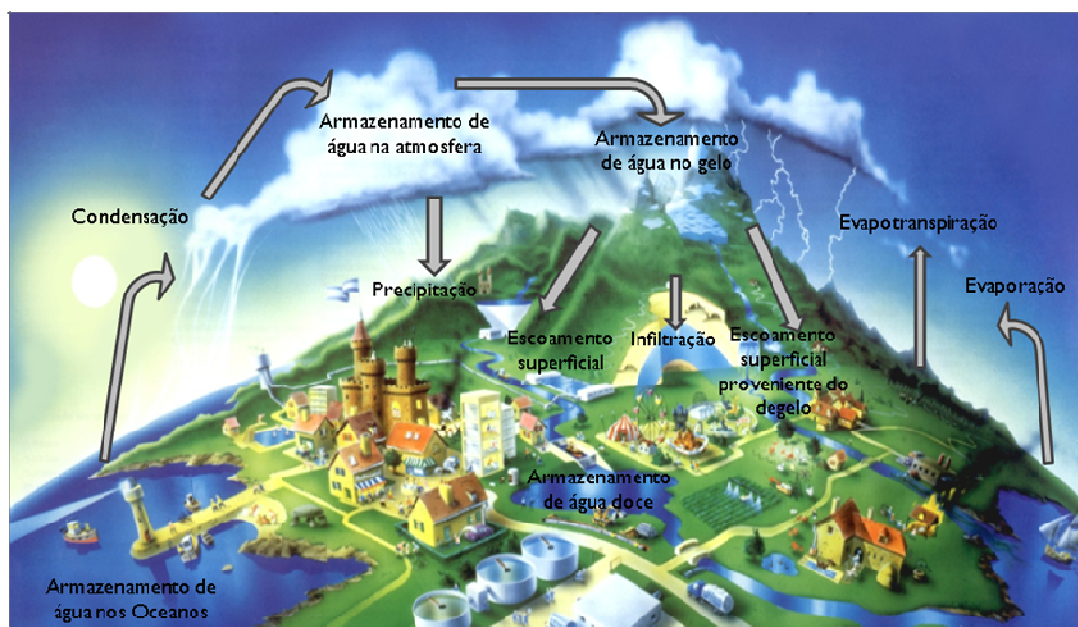 Armazenamento de
água na atmosfera
Armazenamento
de água no gelo
Condensação
Evapotranspiração
Precipitação
Evaporação
Escoamento
superficial
Infiltração
Escoamento
superficial
proveniente do
degelo
Armazenamento
de água doce
Armazenamento de
água nos Oceanos